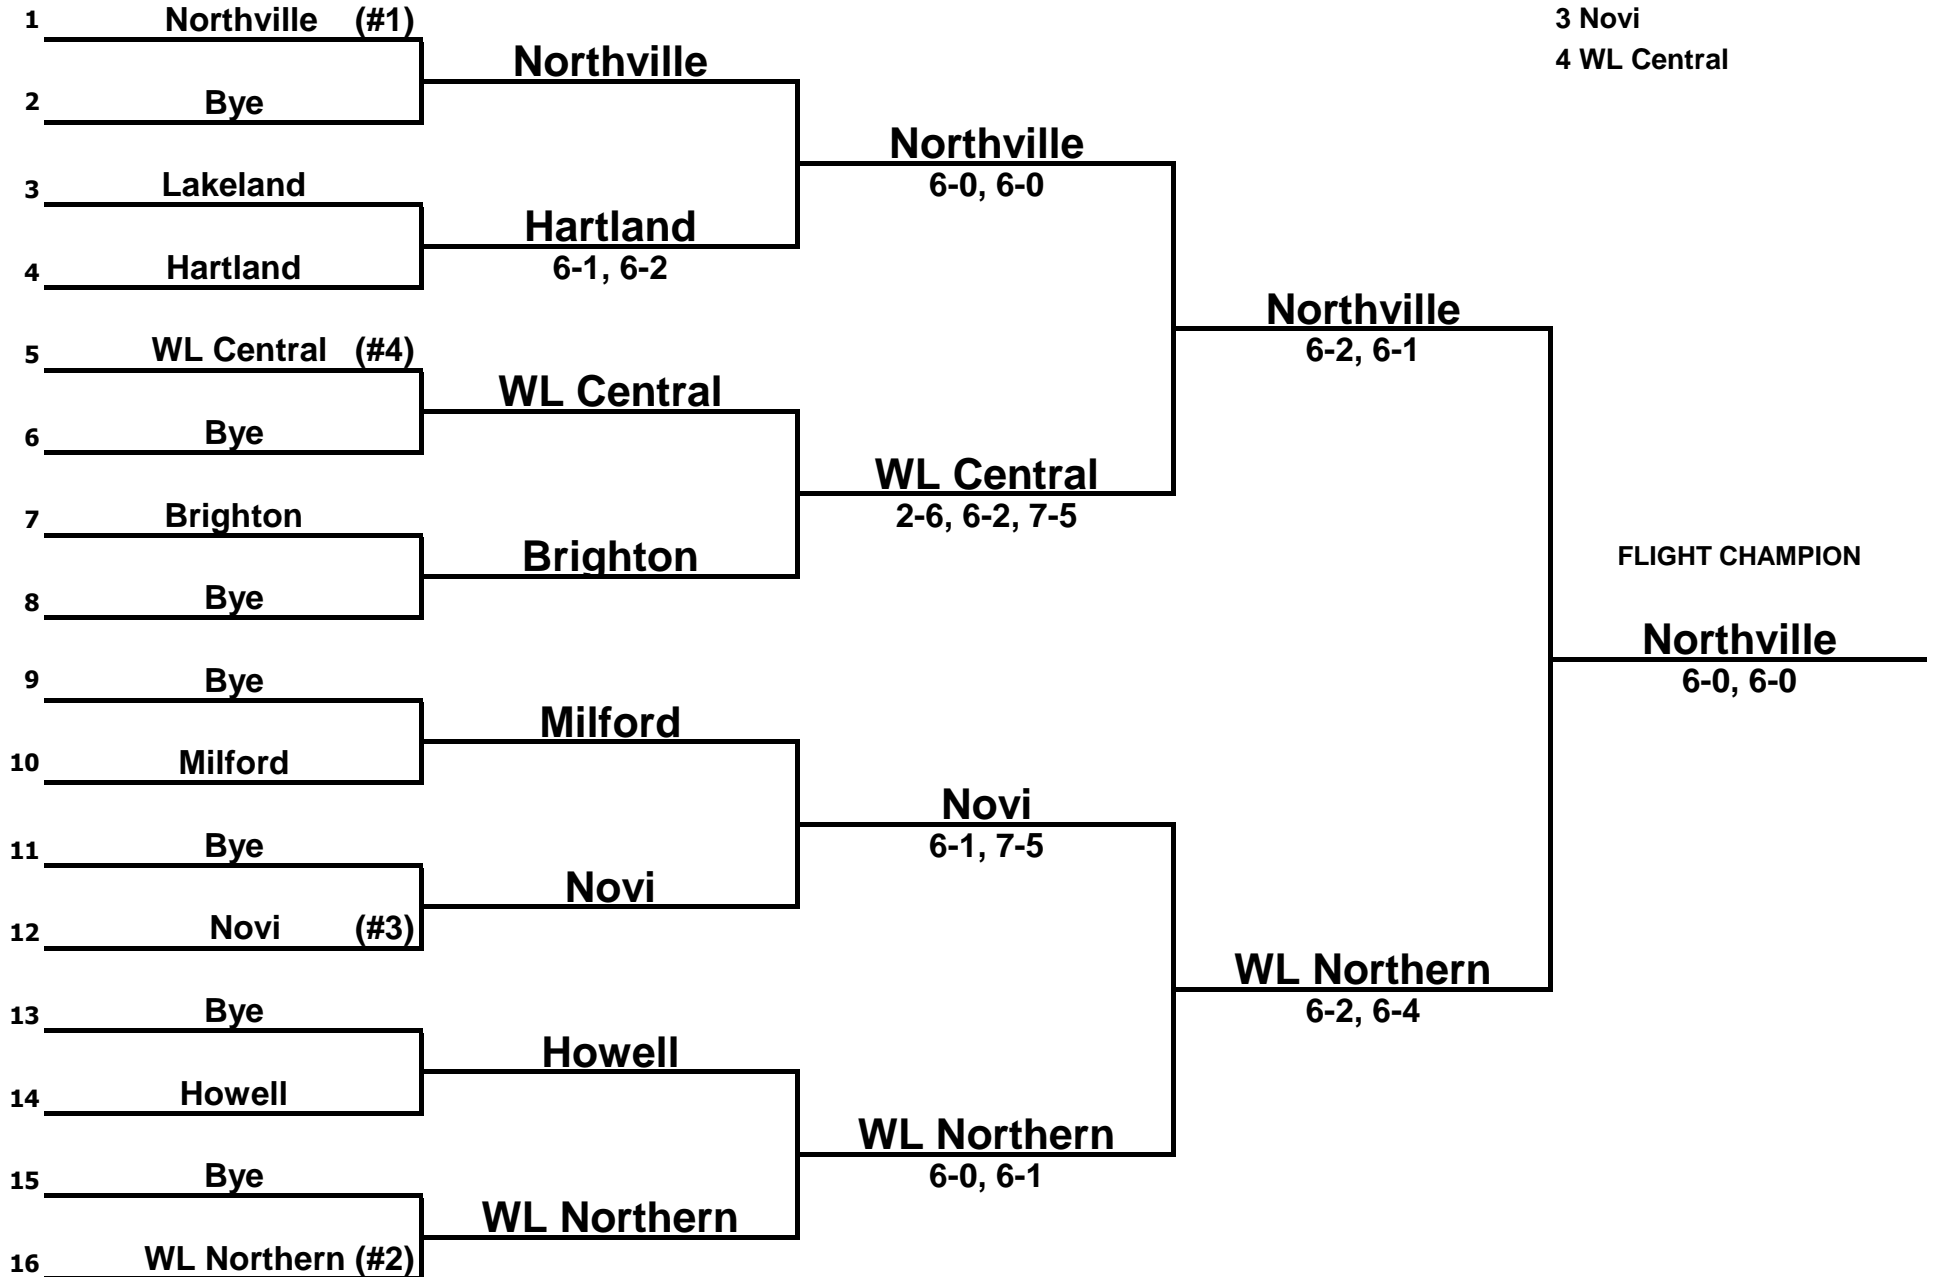 1 Northville (#1)
2 Bye
3 Lakeland
4 Hartland
5 WL Central (#4)
6 Bye
7 Brighton
8 Bye
9 Bye
10 Milford
11 Bye
12 Novi (#3)
13 Bye
14 Howell
15 Bye
16 WL Northern (#2)
Northville
Hartland
6-1, 6-2
WL Central
Brighton
Milford
Novi
Howell
WL Northern
Northville
6-0, 6-0
WL Central
2-6, 6-2, 7-5
Novi
6-1, 7-5
WL Northern
6-0, 6-1
Northville
6-2, 6-1
WL Northern
6-2, 6-4
3 Novi
4 WL Central
FLIGHT CHAMPION
Northville
6-0, 6-0